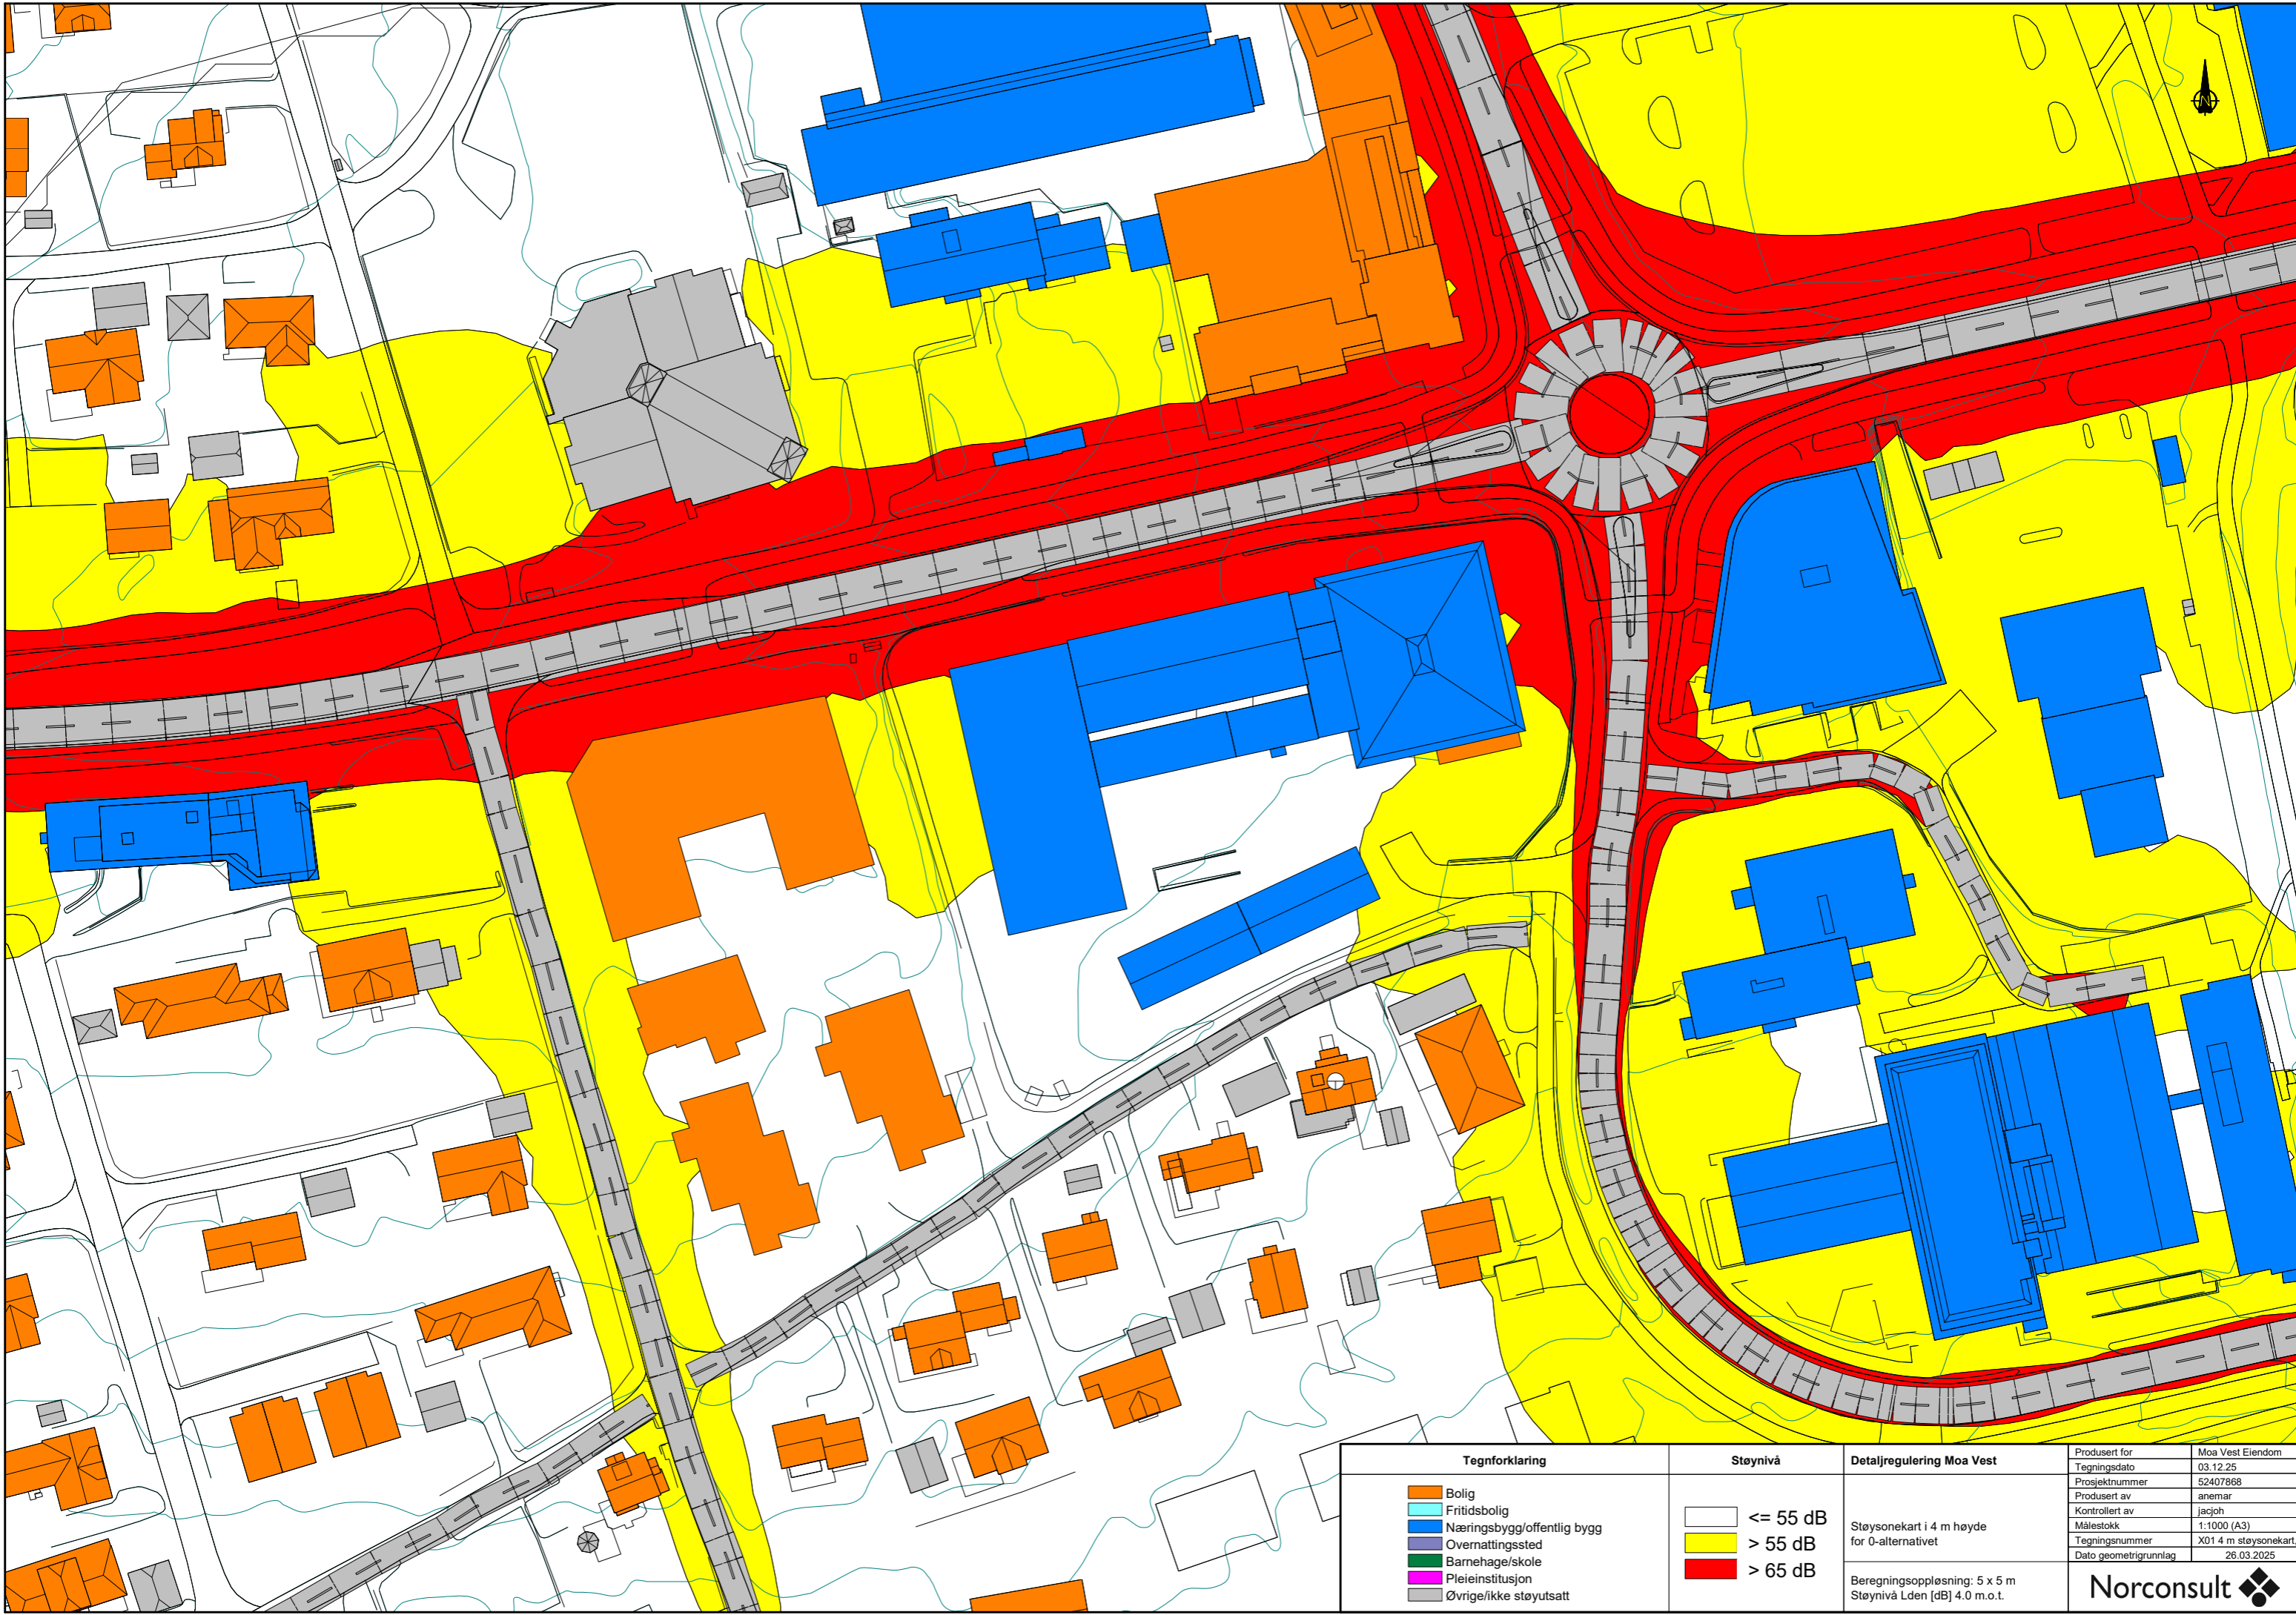 N
Tegnforklaring
Bolig
Fritidsbolig
Næringsbygg/offentlig bygg
Overnattingssted
Barnehage/skole
Pleieinstitusjon
Øvrige/ikke støyutsatt
Støynivå
<= 55 dB
> 55 dB
> 65 dB
Detaljregulering Moa Vest
Støysonekart i 4 m høyde
for 0-alternativet
Beregningsoppløsning: 5 x 5 m
Støynivå Lden [dB] 4.0 m.o.t.
Produsert for Moa Vest Eiendom
Tegningsdato 03.12.25
Prosjektnummer 52407868
Produsert av anemar
Kontrollert av jacjoh
Målestokk 1:1000 (A3)
Tegningsnummer X01 4 m støysonekart,
Dato geometrigrunnlag 26.03.2025
Norconsult